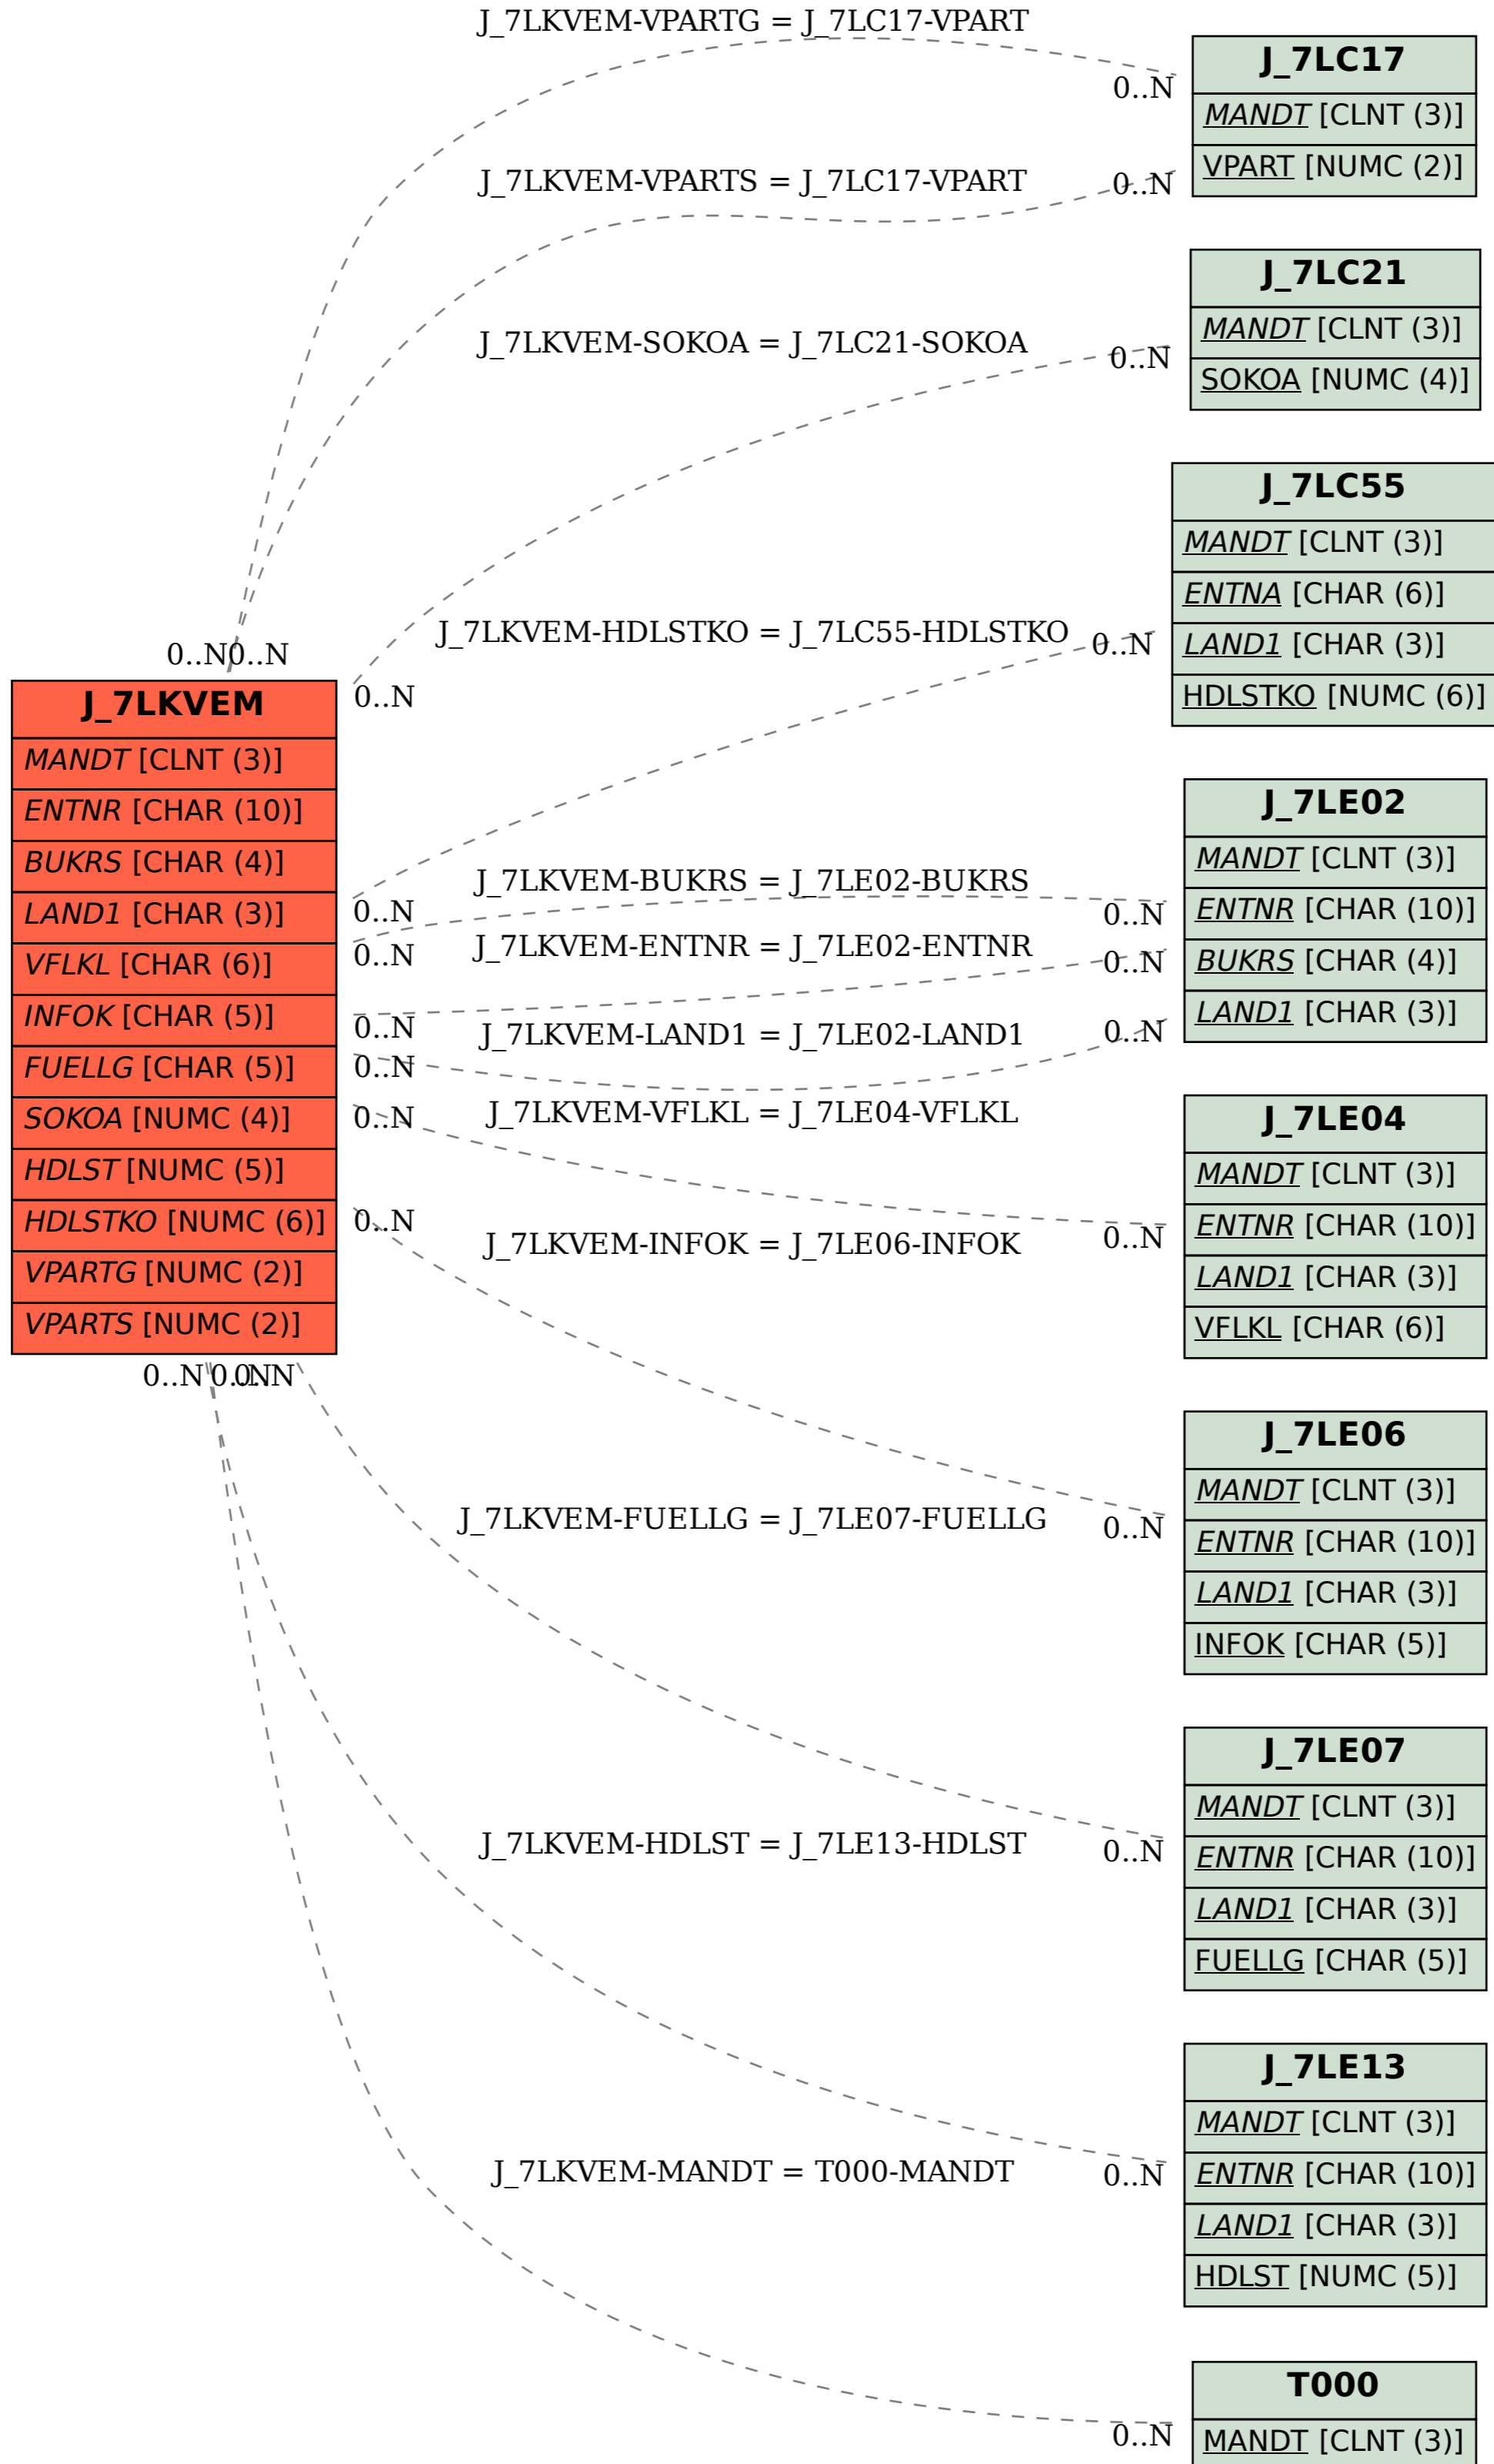 J_7LKVEM-VPARTG = J_7LC17-VPART
0..N
J_7LC17
MANDT [CLNT (3)]
VPART [NUMC (2)]
J_7LKVEM-VPARTS = J_7LC17-VPART
0..N
J_7LC21
MANDT [CLNT (3)]
SOKOA [NUMC (4)]
J_7LKVEM-SOKOA = J_7LC21-SOKOA
0..N
J_7LC55
MANDT [CLNT (3)]
ENTNA [CHAR (6)]
LAND1 [CHAR (3)]
HDLSTKO [NUMC (6)]
J_7LKVEM-HDLSTKO = J_7LC55-HDLSTKO
0..N
0..N
0..N
0..N
J_7LKVEM
MANDT [CLNT (3)]
ENTNR [CHAR (10)]
BUKRS [CHAR (4)]
LAND1 [CHAR (3)]
VFLKL [CHAR (6)]
INFOK [CHAR (5)]
FUELLG [CHAR (5)]
SOKOA [NUMC (4)]
HDLST [NUMC (5)]
HDLSTKO [NUMC (6)]
VPARTG [NUMC (2)]
VPARTS [NUMC (2)]
0..N
0..N
0..N
0..N
0..N
0..N
0..N
0..N
0..N
J_7LE02
MANDT [CLNT (3)]
ENTNR [CHAR (10)]
BUKRS [CHAR (4)]
LAND1 [CHAR (3)]
J_7LKVEM-BUKRS = J_7LE02-BUKRS
0..N
J_7LKVEM-ENTNR = J_7LE02-ENTNR
0..N
J_7LKVEM-LAND1 = J_7LE02-LAND1
0..N
J_7LE04
MANDT [CLNT (3)]
ENTNR [CHAR (10)]
LAND1 [CHAR (3)]
VFLKL [CHAR (6)]
J_7LKVEM-VFLKL = J_7LE04-VFLKL
0..N
J_7LKVEM-INFOK = J_7LE06-INFOK
J_7LE06
MANDT [CLNT (3)]
ENTNR [CHAR (10)]
LAND1 [CHAR (3)]
INFOK [CHAR (5)]
0..N
J_7LKVEM-FUELLG = J_7LE07-FUELLG
J_7LE07
MANDT [CLNT (3)]
ENTNR [CHAR (10)]
LAND1 [CHAR (3)]
FUELLG [CHAR (5)]
0..N
J_7LKVEM-HDLST = J_7LE13-HDLST
J_7LE13
MANDT [CLNT (3)]
ENTNR [CHAR (10)]
LAND1 [CHAR (3)]
HDLST [NUMC (5)]
0..N
J_7LKVEM-MANDT = T000-MANDT
T000
MANDT [CLNT (3)]
0..N